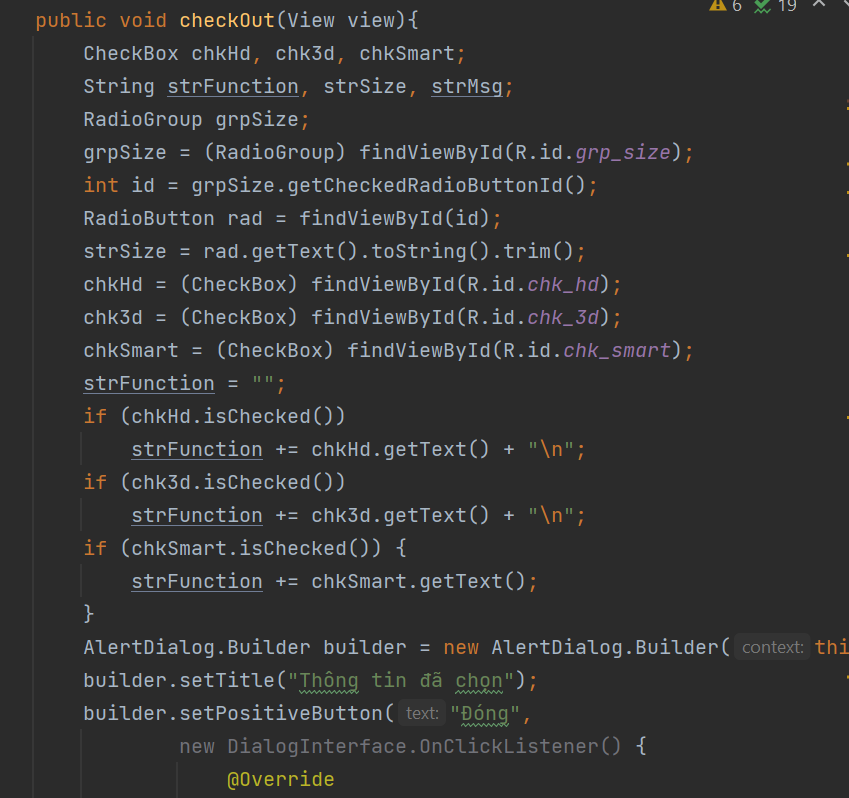 6 19
public void checkOut(View view){
CheckBox chkHd, chk3d, chkSmart;
String strFunction, strSize, strMsg;
RadioGroup grpSize;
grpSize = (RadioGroup) findViewById(R.id.grp_size);
int id = grpSize.getCheckedRadioButtonId();
RadioButton rad = findViewById(id);
strSize = rad.getText().toString().trim();
chkHd = (CheckBox) findViewById(R.id.chk_hd);
chk3d = (CheckBox) findViewById(R.id.chk_3d);
chkSmart = (CheckBox) findViewById(R.id.chk_smart);
strFunction = "";
if (chkHd.isChecked())
strFunction += chkHd.getText() + "\n";
if (chk3d.isChecked())
strFunction += chk3d.getText() + "\n";
if (chkSmart.isChecked()) {
strFunction += chkSmart.getText();
}
AlertDialog.Builder builder = new AlertDialog.Builder( context: thi
builder.setTitle("Thông tin đã chọn");
builder.setPositiveButton( text: "Đóng",
new DialogInterface.OnClickListener() {
@Override